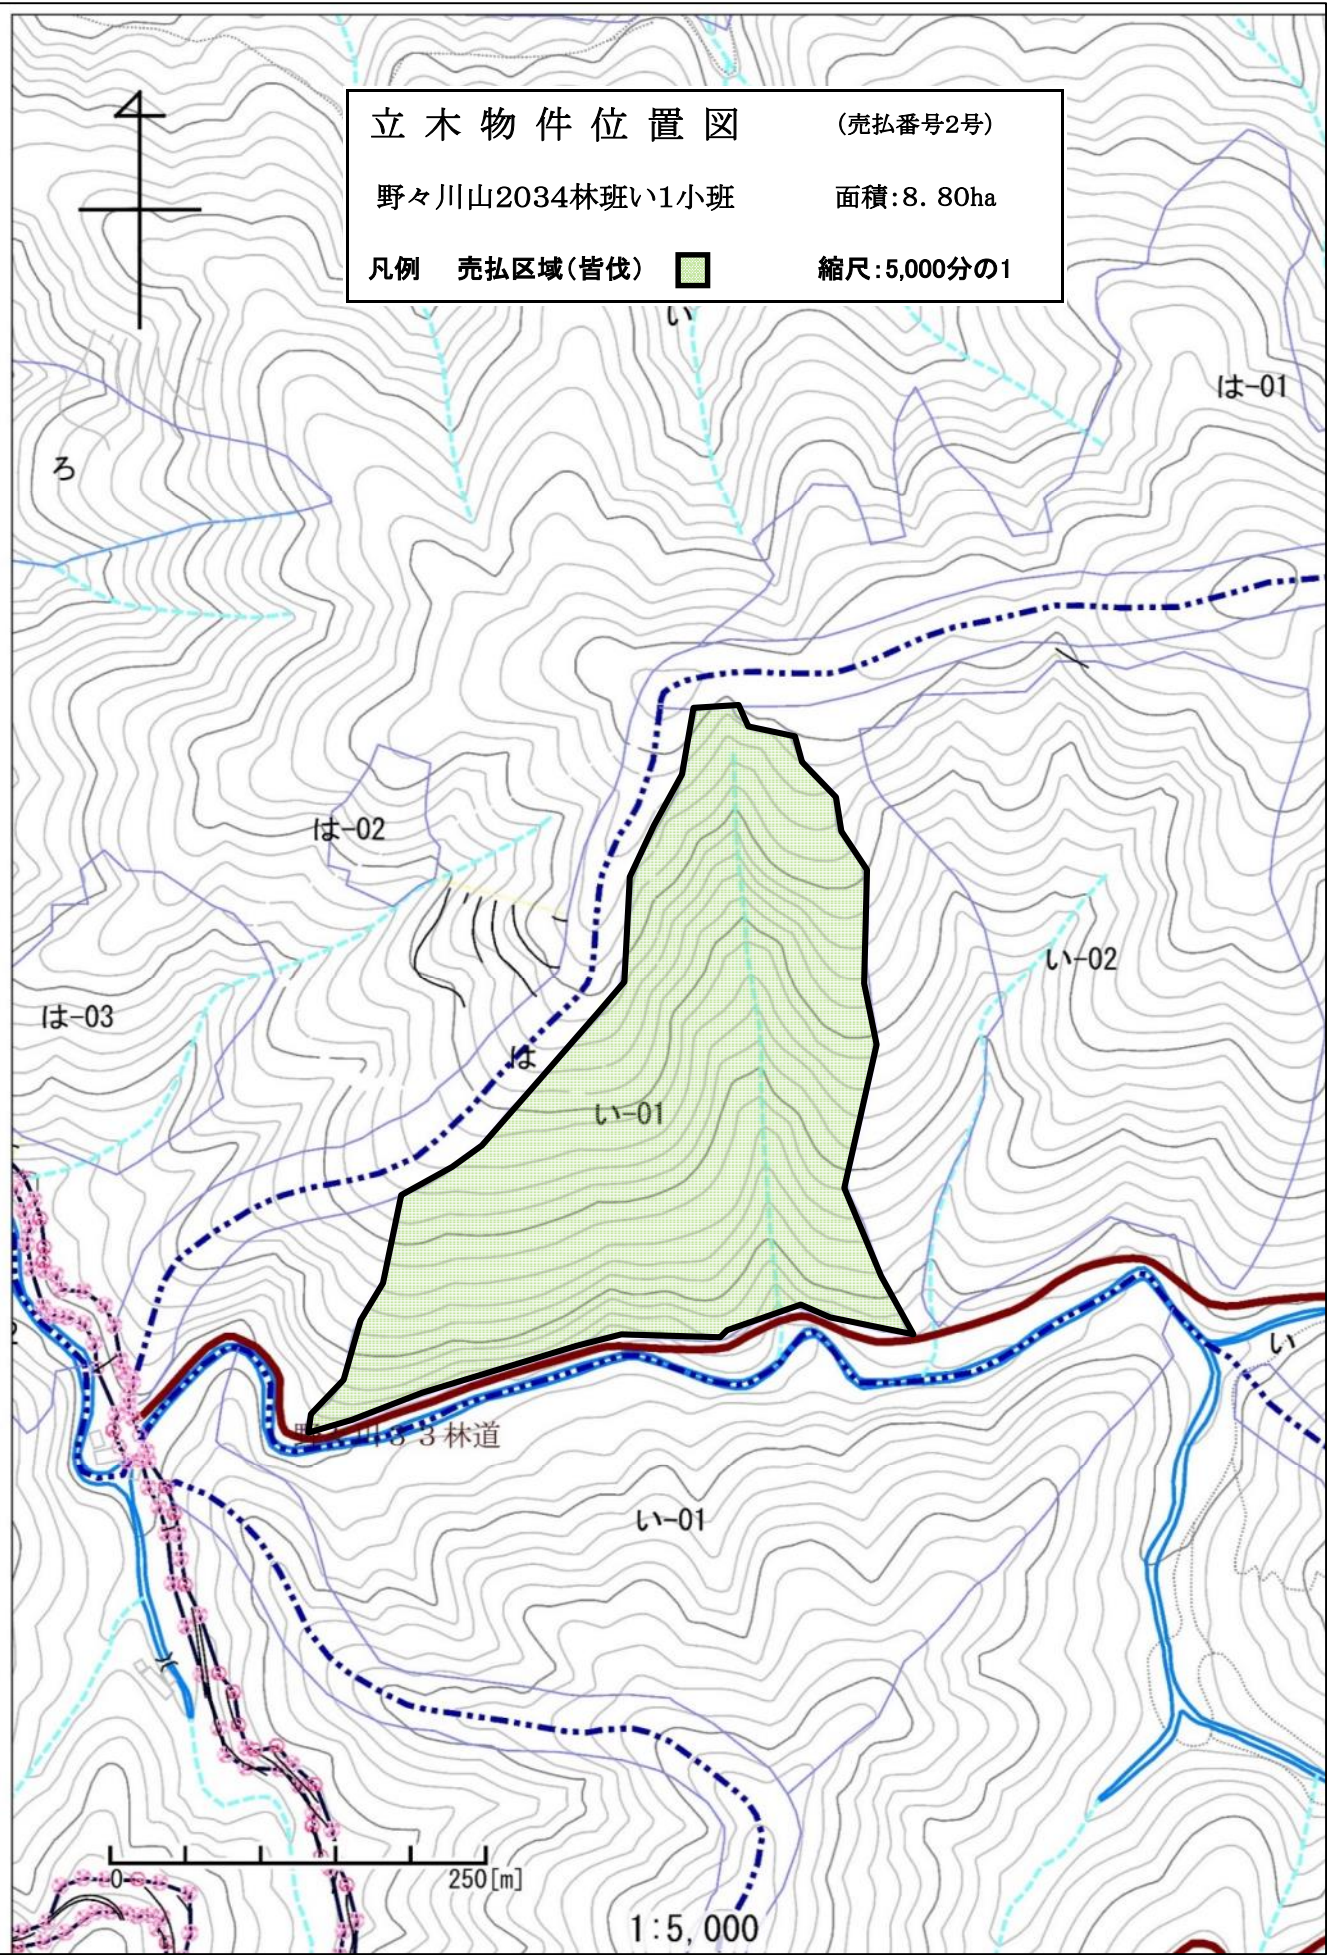 立木物件位置図 (売払番号2号)
野々川山2034林班い1小班 面積:8.80ha
凡例 売払区域(皆伐) 縮尺:5,000分の1
い
は-01
ろ
は-02
い-02
は-03
は
い-01
2
い
33林道
い-01
0 250[m]
1:5,000